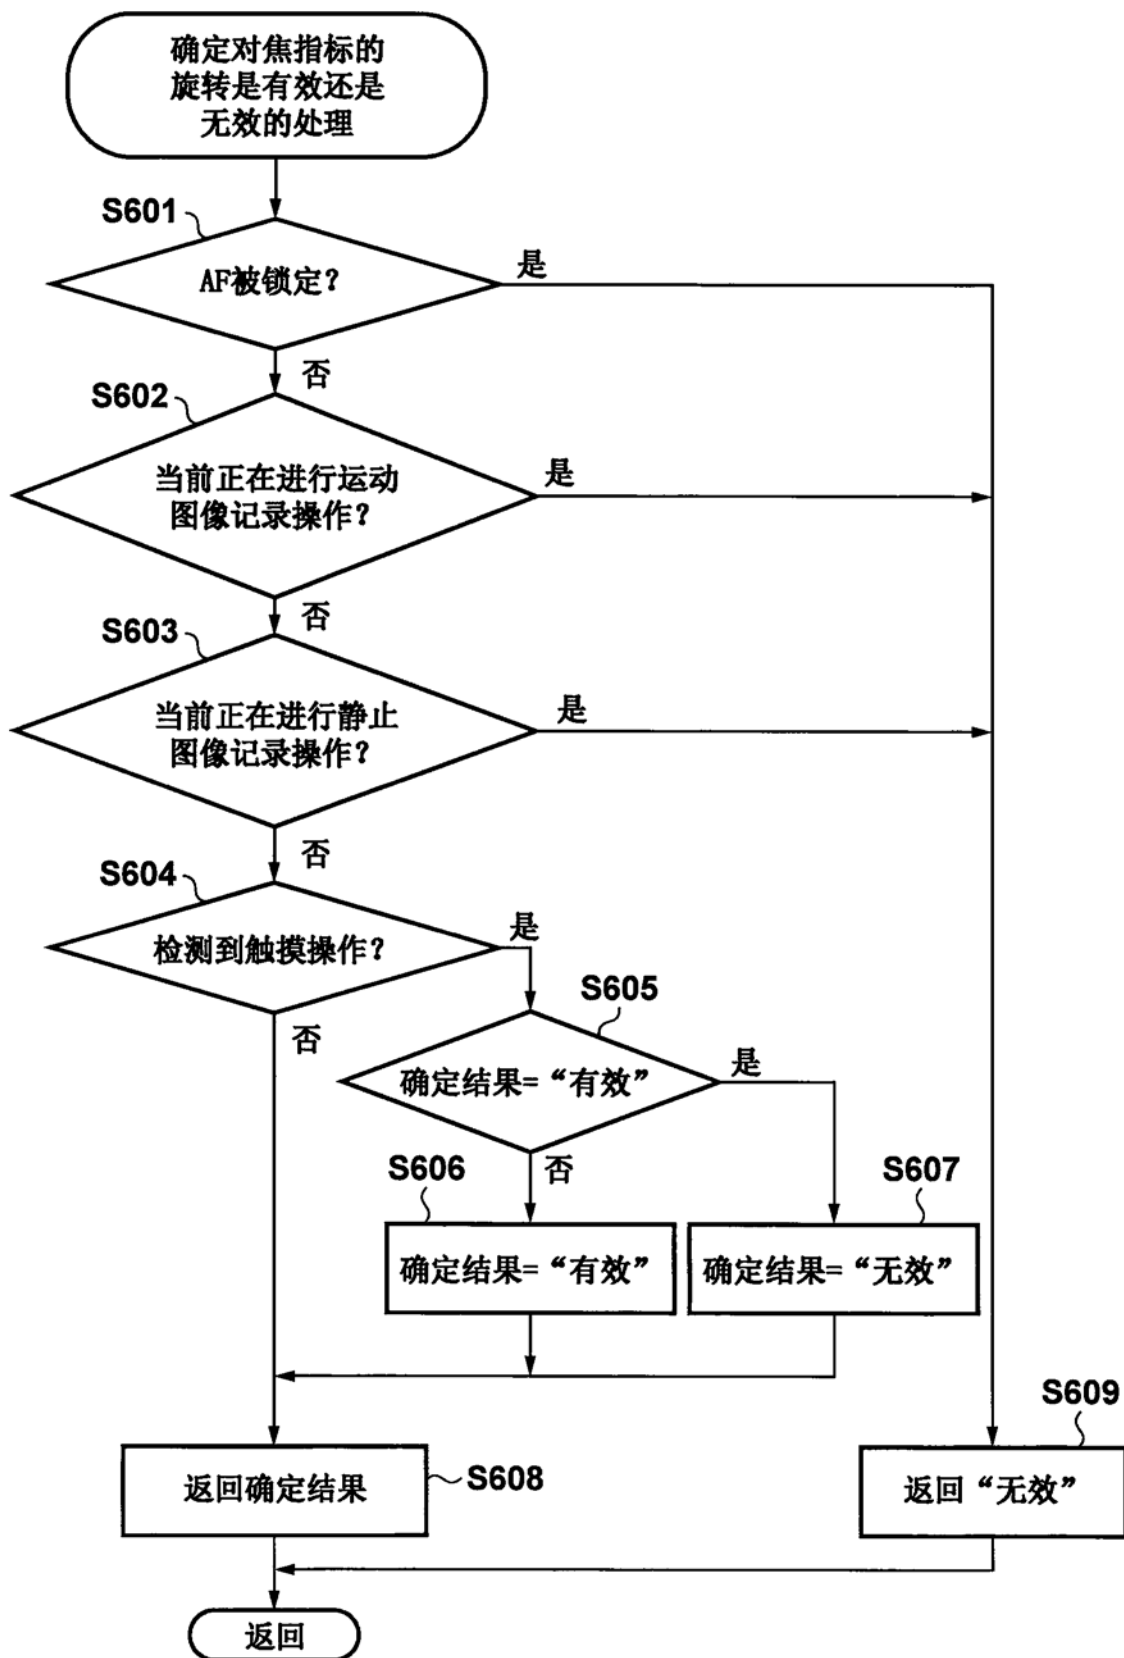 确定对焦指标的
旋转是有效还是
无效的处理
S601
AF被锁定？
是
否
S602
当前正在进行运动
图像记录操作？
是
否
S603
当前正在进行静止
图像记录操作？
是
否
S604
检测到触摸操作？
是
否
S605
确定结果=“有效”
是
否
S606
确定结果=“有效”
S607
确定结果=“无效”
S608
返回确定结果
S609
返回“无效”
返回